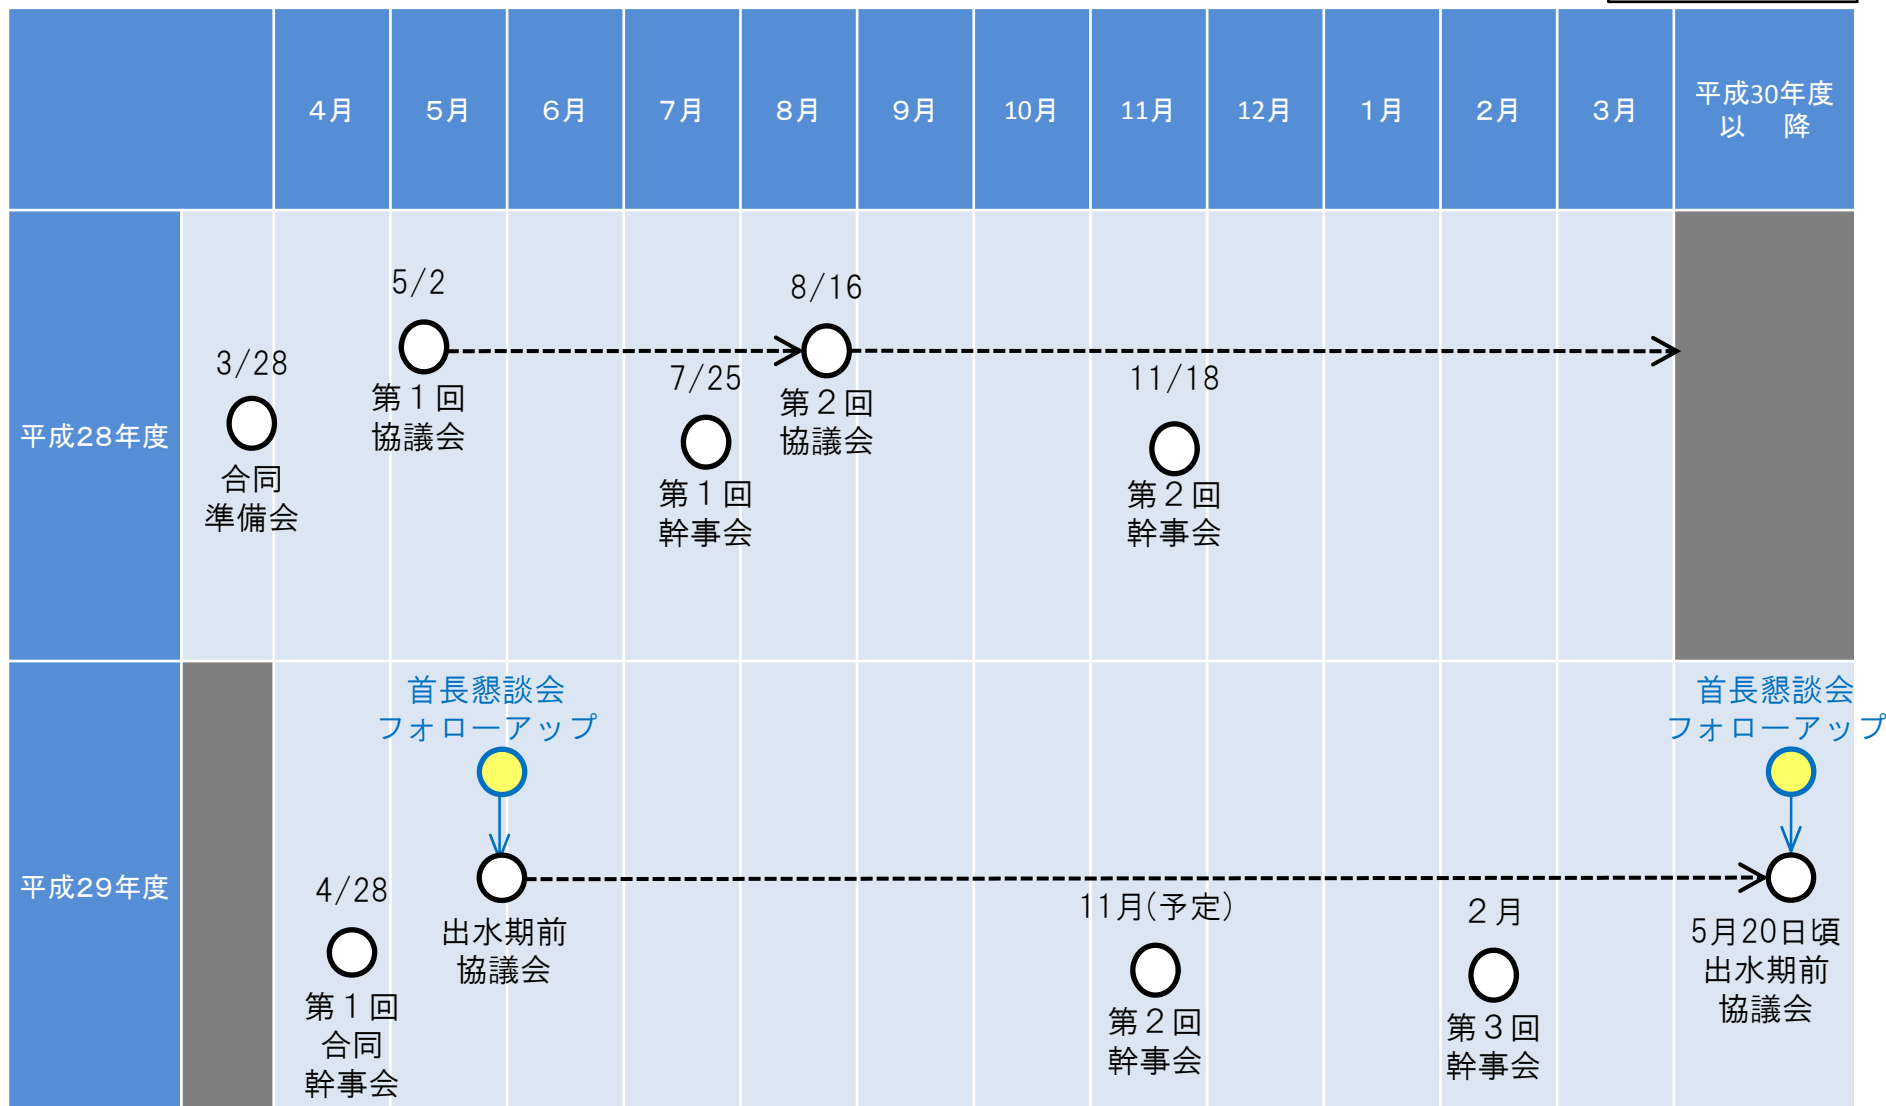 ４月
５月
６月
７月
８月
９月
10月
11月
12月
１月
２月
３月
平成30年度
以　降
平成２８年度
3/28
合同
準備会
5/2
第１回
協議会
7/25
第１回
幹事会
8/16
第２回
協議会
11/18
第２回
幹事会
平成２９年度
4/28
第１回
合同
幹事会
首長懇談会
フォローアップ
出水期前
協議会
11月(予定)
第２回
幹事会
２月
第３回
幹事会
首長懇談会
フォローアップ
5月20日頃
出水期前
協議会